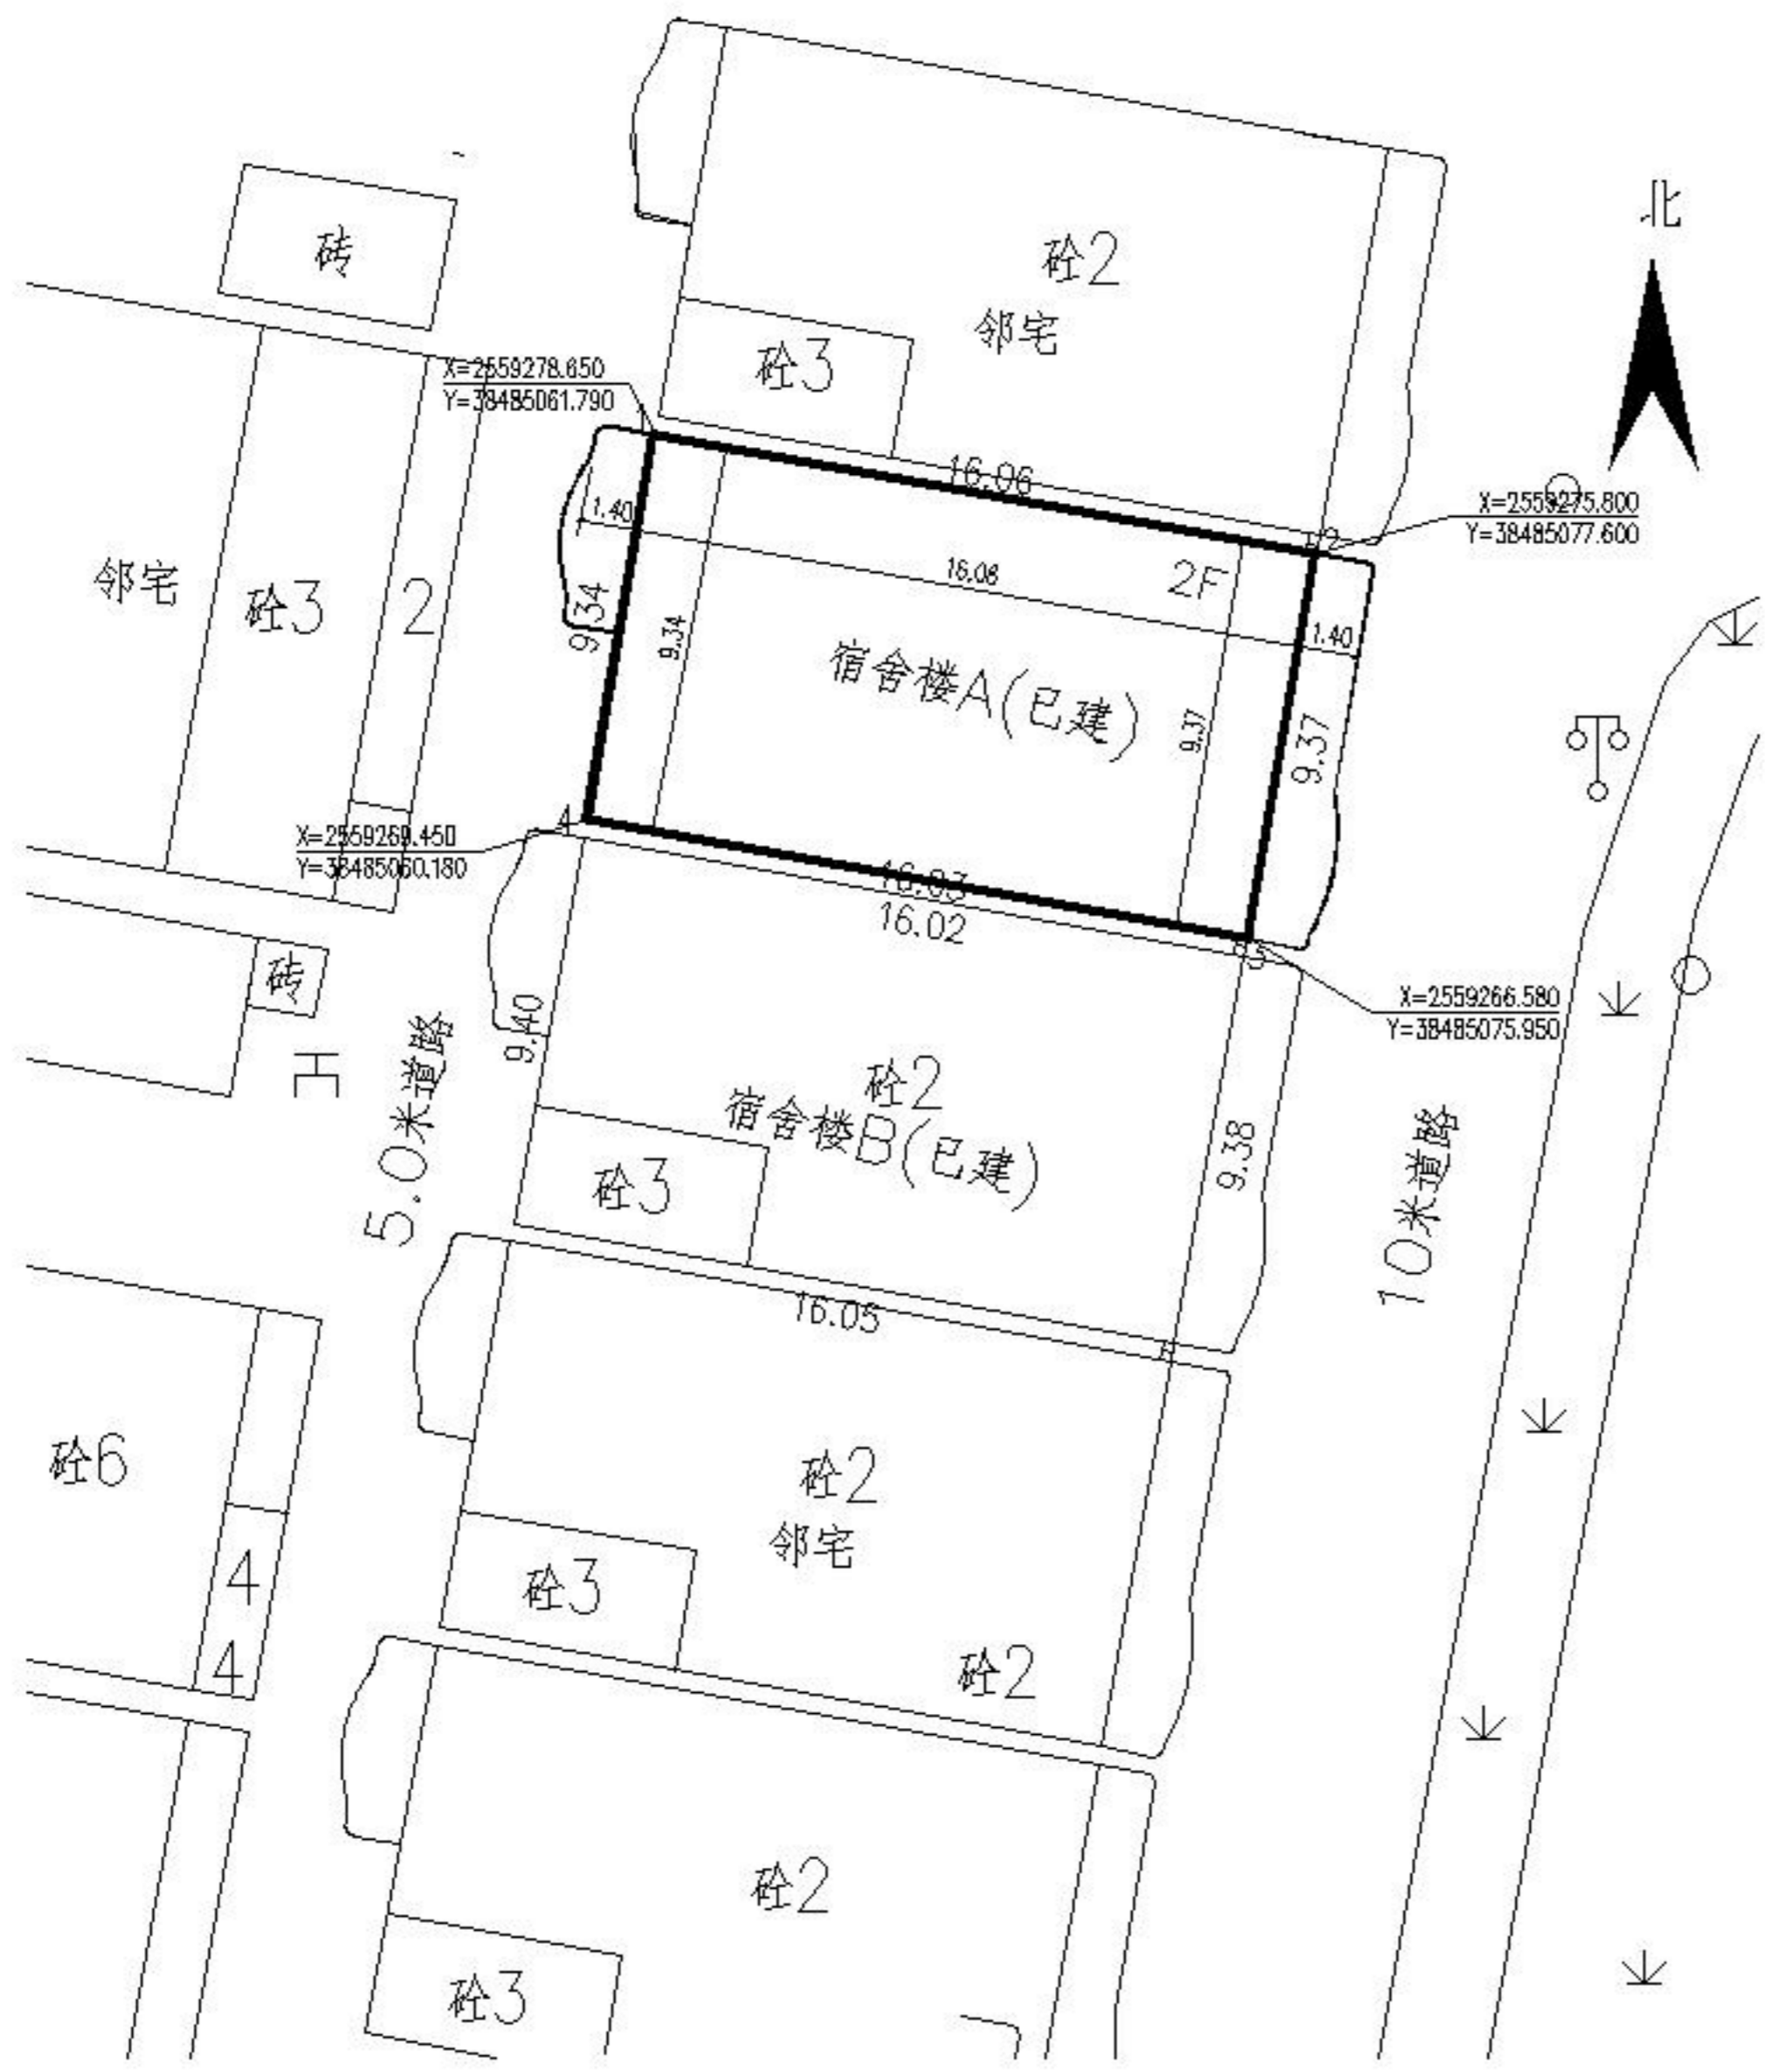 北
砖
砼2
邻宅
砼3
X=2559278.650
Y=38485061.790
1
16.06
X=2559275.800
Y=38485077.600
2
1.40
16.06
2F
1.40
邻宅
砼3
2
9.34
9.34
宿舍楼A(已建)
9.37
9.37
4
X=2559269.450
Y=38485060.180
16.03
16.02
3
X=2559266.580
Y=38485075.950
砖
9.40
5.0米道路
砼2
宿舍楼B(已建)
砼3
9.38
10米道路
16.05
砼6
砼2
邻宅
4
砼3
4
砼2
砼2
砼3